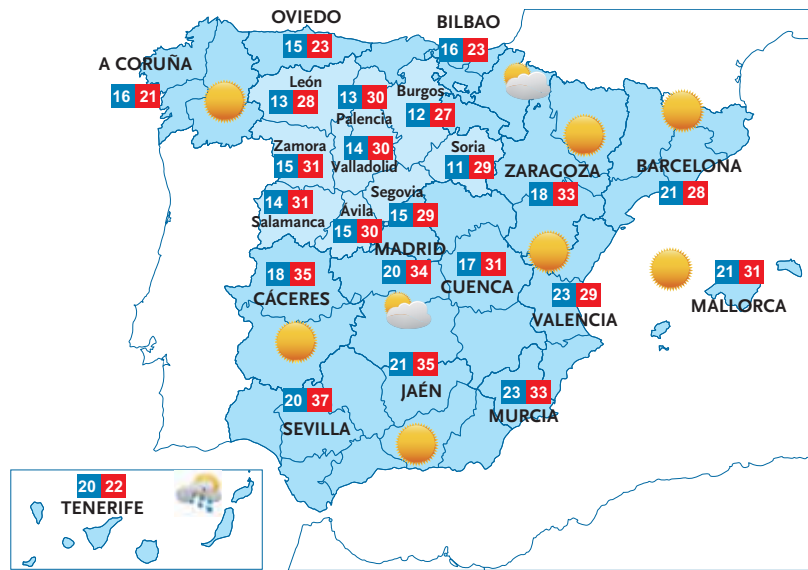 OVIEDO
15 23
BILBAO
16 23
A CORUÑA
16 21
León
13 28
13 30
Palencia
Burgos
12 27
Zamora
15 31
14 30
Valladolid
Soria
11 29
ZARAGOZA
18 33
BARCELONA
21 28
14 31
Salamanca
Ávila
15 30
Segovia
15 29
MADRID
20 34
17 31
CUENCA
18 35
CÁCERES
23 29
VALENCIA
21 31
MALLORCA
21 35
JAÉN
20 37
SEVILLA
23 33
MURCIA
20 22
TENERIFE